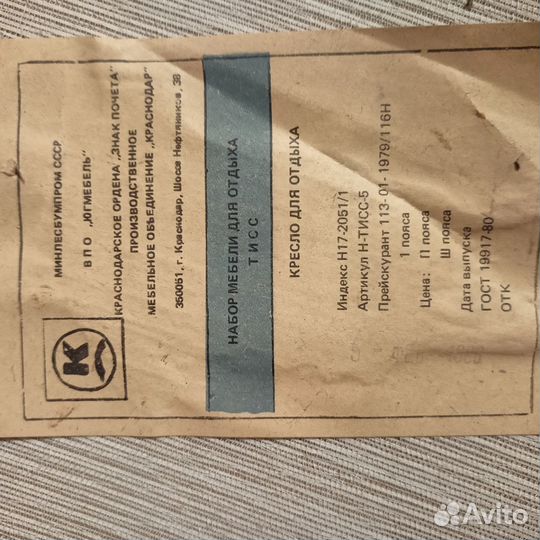 К
МИНЛЕСБУМПРОМ СССР
ВПО „ЮГМЕБЕЛЬ"
КРАСНОДАРСКОЕ ОРДЕНА „ЗНАК ПОЧЕТА"
ПРОИЗВОДСТВЕННОЕ
МЕБЕЛЬНОЕ ОБЪЕДИНЕНИЕ „КРАСНОДАР"
350051, г. Краснодар, Шоссе Нефтяников, 38
НАБОР МЕБЕЛИ ДЛЯ ОТДЫХА
ТИСС
КРЕСЛО ДЛЯ ОТДЫХА
Индекс Н17-2051/1
Артикул Н-ТИСС-5
Прейскурант 113-01-1979/116Н
1 пояса
Цена: П пояса
Ш пояса
Дата выпуска
ГОСТ 19917-80
ОТК
Avito